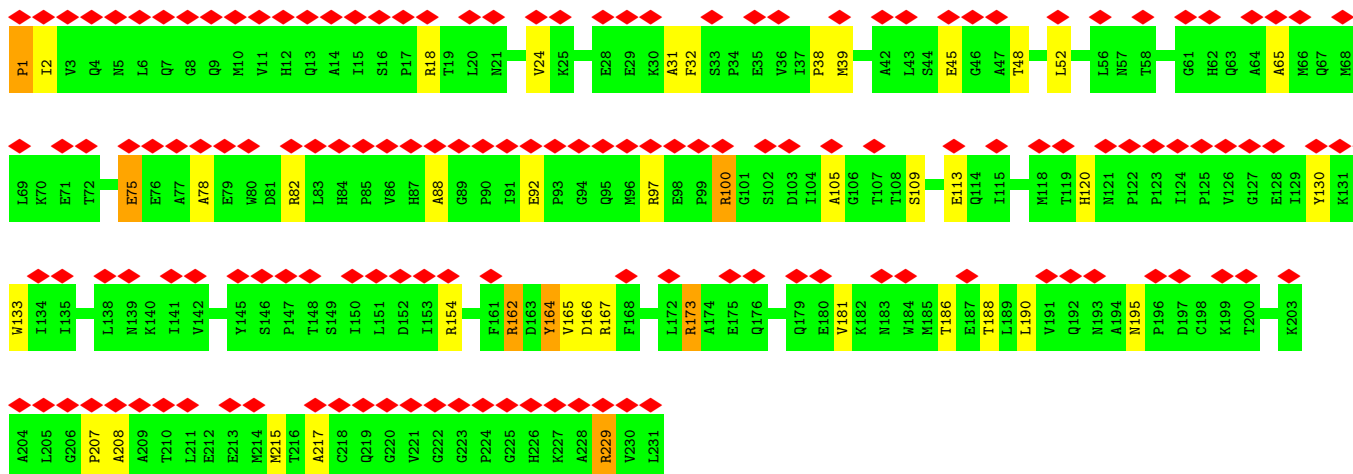 P1 I2 V3 Q4 N5 L6 Q7 G8 Q9 M10 V11 H12 Q13 A14 I15 S16 P17 R18 T19 L20 N21 V24 K25 E28 E29 K30 A31 F32 S33 P34 E35 V36 I37 P38 M39 A42 L43 S44 E45 G46 A47 T48 L52 L56 N57 T58 G61 H62 Q63 A64 A65 M66 Q67 M68
L69 K70 E71 T72 E75 E76 A77 A78 E79 W80 D81 R82 L83 H84 P85 V86 H87 A88 G89 P90 I91 E92 P93 G94 Q95 M96 R97 E98 P99 R100 G101 S102 D103 I104 A105 G106 T107 T108 S109 E113 Q114 I115 M118 T119 H120 N121 P122 P123 I124 P125 V126 G127 E128 I129 Y130 K131
W133 I134 I135 L138 N139 K140 I141 V142 Y145 S146 P147 T148 S149 I150 L151 D152 I153 R154 F161 R162 D163 Y164 V165 D166 R167 F168 L172 R173 A174 E175 Q176 Q179 E180 V181 K182 N183 W184 M185 T186 E187 T188 L189 L190 V191 Q192 N193 A194 N195 P196 D197 C198 K199 T200 K203
A204 L205 G206 P207 A208 A209 T210 L211 E212 E213 M214 M215 T216 A217 C218 Q219 G220 V221 G222 G223 P224 G225 H226 K227 A228 R229 V230 L231